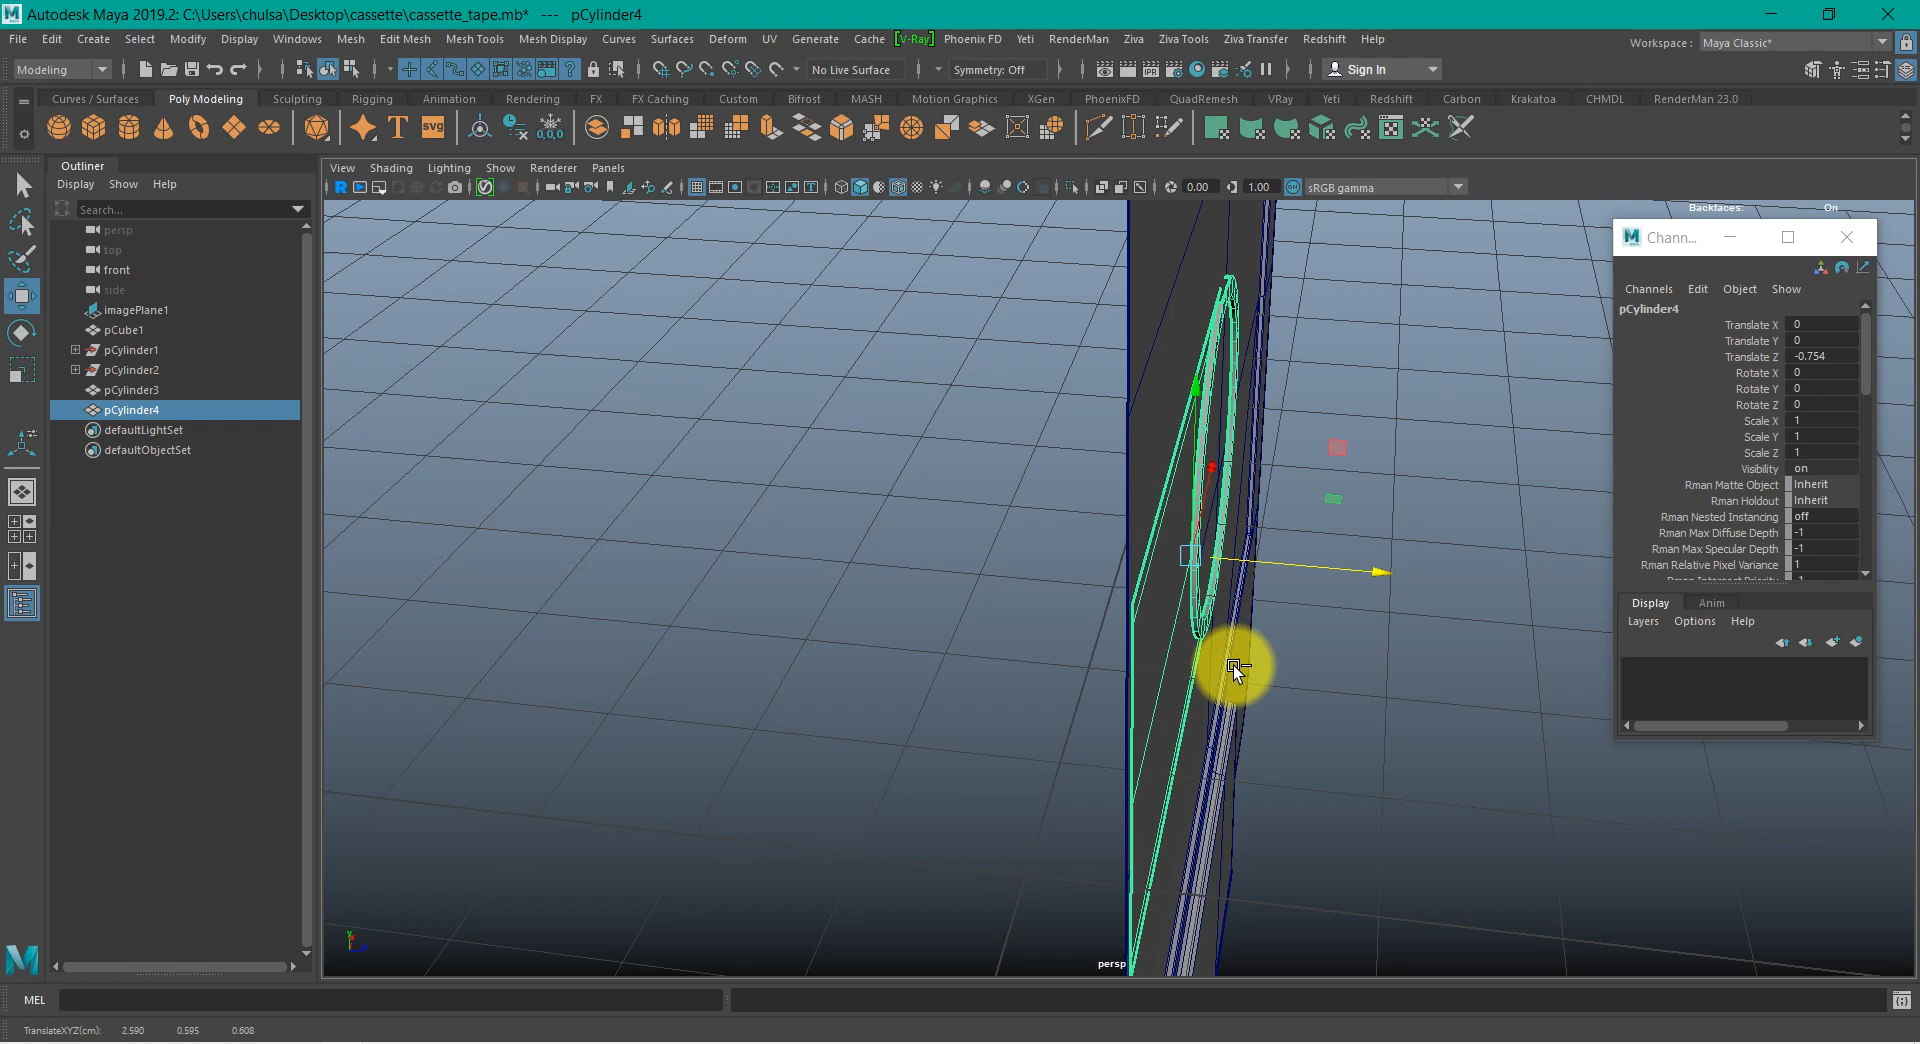 Autodesk Maya 2019.2: C:\Users\chulsa\Desktop\cassette\cassette_tape.mb*   ---   pCylinder4
File Edit Create Select Modify Display Windows Mesh Edit Mesh Mesh Tools Mesh Display Curves Surfaces Deform UV Generate Cache [V-Ray] Phoenix FD Yeti RenderMan Ziva Ziva Tools Ziva Transfer Redshift Help
Workspace : Maya Classic*
Modeling
No Live Surface
Symmetry: Off
Sign In
Curves / Surfaces Poly Modeling Sculpting Rigging Animation Rendering FX FX Caching Custom Bifrost MASH Motion Graphics XGen PhoenixFD QuadRemesh VRay Yeti Redshift Carbon Krakatoa CHMDL RenderMan 23.0
Outliner
Display Show Help
Search...
persp
top
front
side
imagePlane1
pCube1
pCylinder1
pCylinder2
pCylinder3
pCylinder4
defaultLightSet
defaultObjectSet
View Shading Lighting Show Renderer Panels
0.00 1.00 sRGB gamma
Backfaces: On
Chann...
Channels Edit Object Show
pCylinder4
Translate X 0
Translate Y 0
Translate Z -0.754
Rotate X 0
Rotate Y 0
Rotate Z 0
Scale X 1
Scale Y 1
Scale Z 1
Visibility on
Rman Matte Object Inherit
Rman Holdout Inherit
Rman Nested Instancing off
Rman Max Diffuse Depth -1
Rman Max Specular Depth -1
Rman Relative Pixel Variance 1
Display Anim
Layers Options Help
persp
MEL
TranslateXYZ(cm): 2.590 0.595 0.608